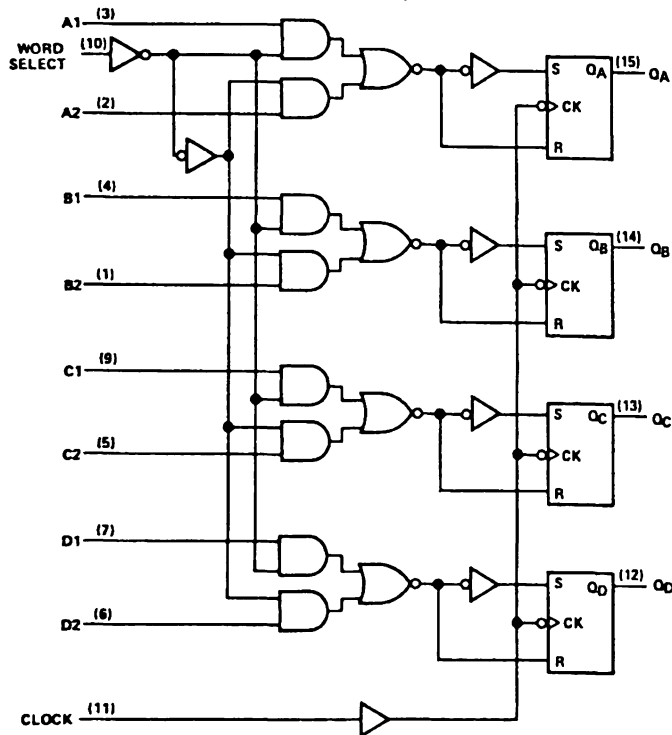 A1 (3)
WORD SELECT (10)
A2 (2)
S QA (15) QA
CK
R
B1 (4)
B2 (1)
S QB (14) QB
CK
R
C1 (9)
C2 (5)
S QC (13) QC
CK
R
D1 (7)
D2 (6)
S QD (12) QD
CK
R
CLOCK (11)